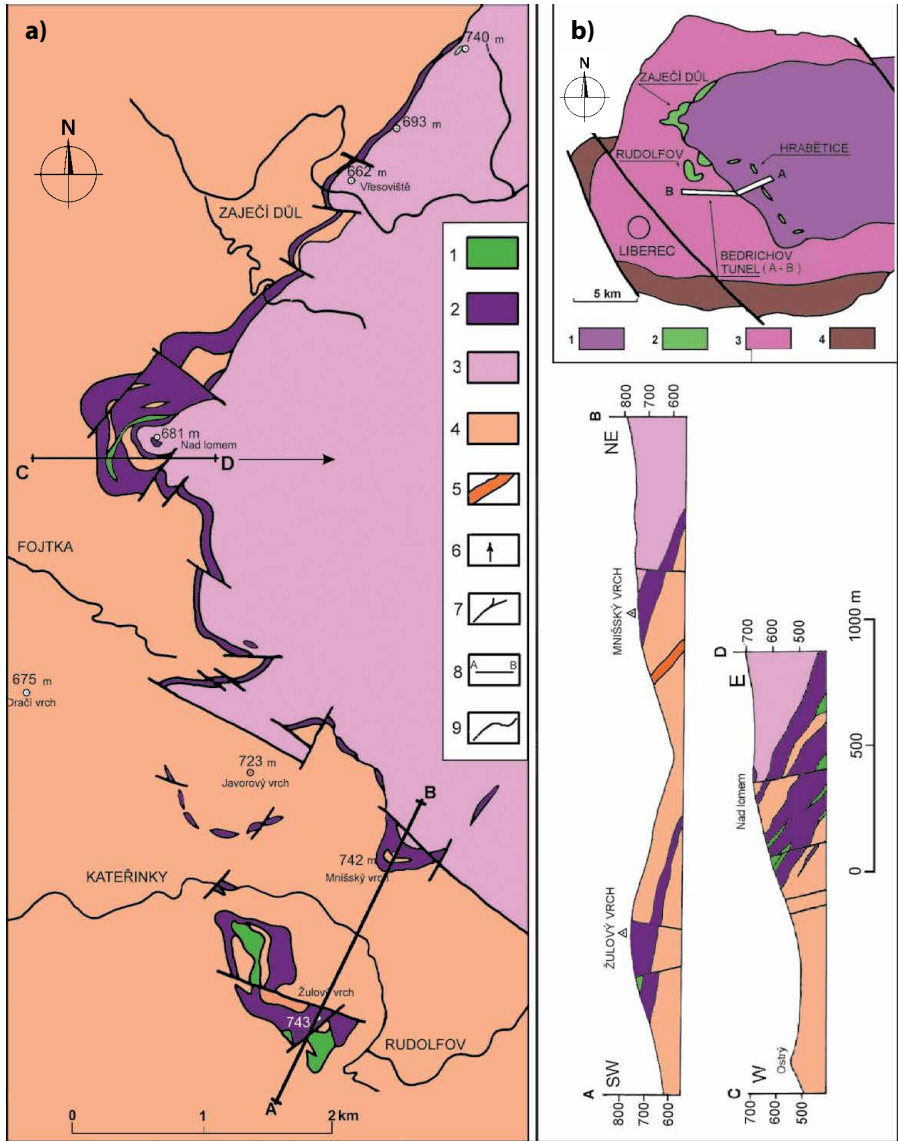 a)
740 m
693 m
662 m
Vřesoviště
N
ZAJEČÍ DŮL
681 m
Nad lomem
C
D
FOJTKA
675 m
Dračí vrch
723 m
Javorový vrch
B
742 m
Mníšský vrch
KATEŘINKY
Žulový vrch
743
RUDOLFOV
A
0 1 2 km
1
2
3
4
5
6
7
8
A B
9
b)
N
ZAJEČÍ DŮL
RUDOLFOV
HRABĚTICE
A
B
LIBEREC
BEDRICHOV
TUNEL (A - B)
5 km
1 2 3 4
B
800 700 600
NE
MNIŠSKÝ VRCH
ŽULOVÝ VRCH
A
SW
800 700 600
D
700 600 500
E
Nad lomem
Ostrý
C
W
700 600 500
1000 m
500
0